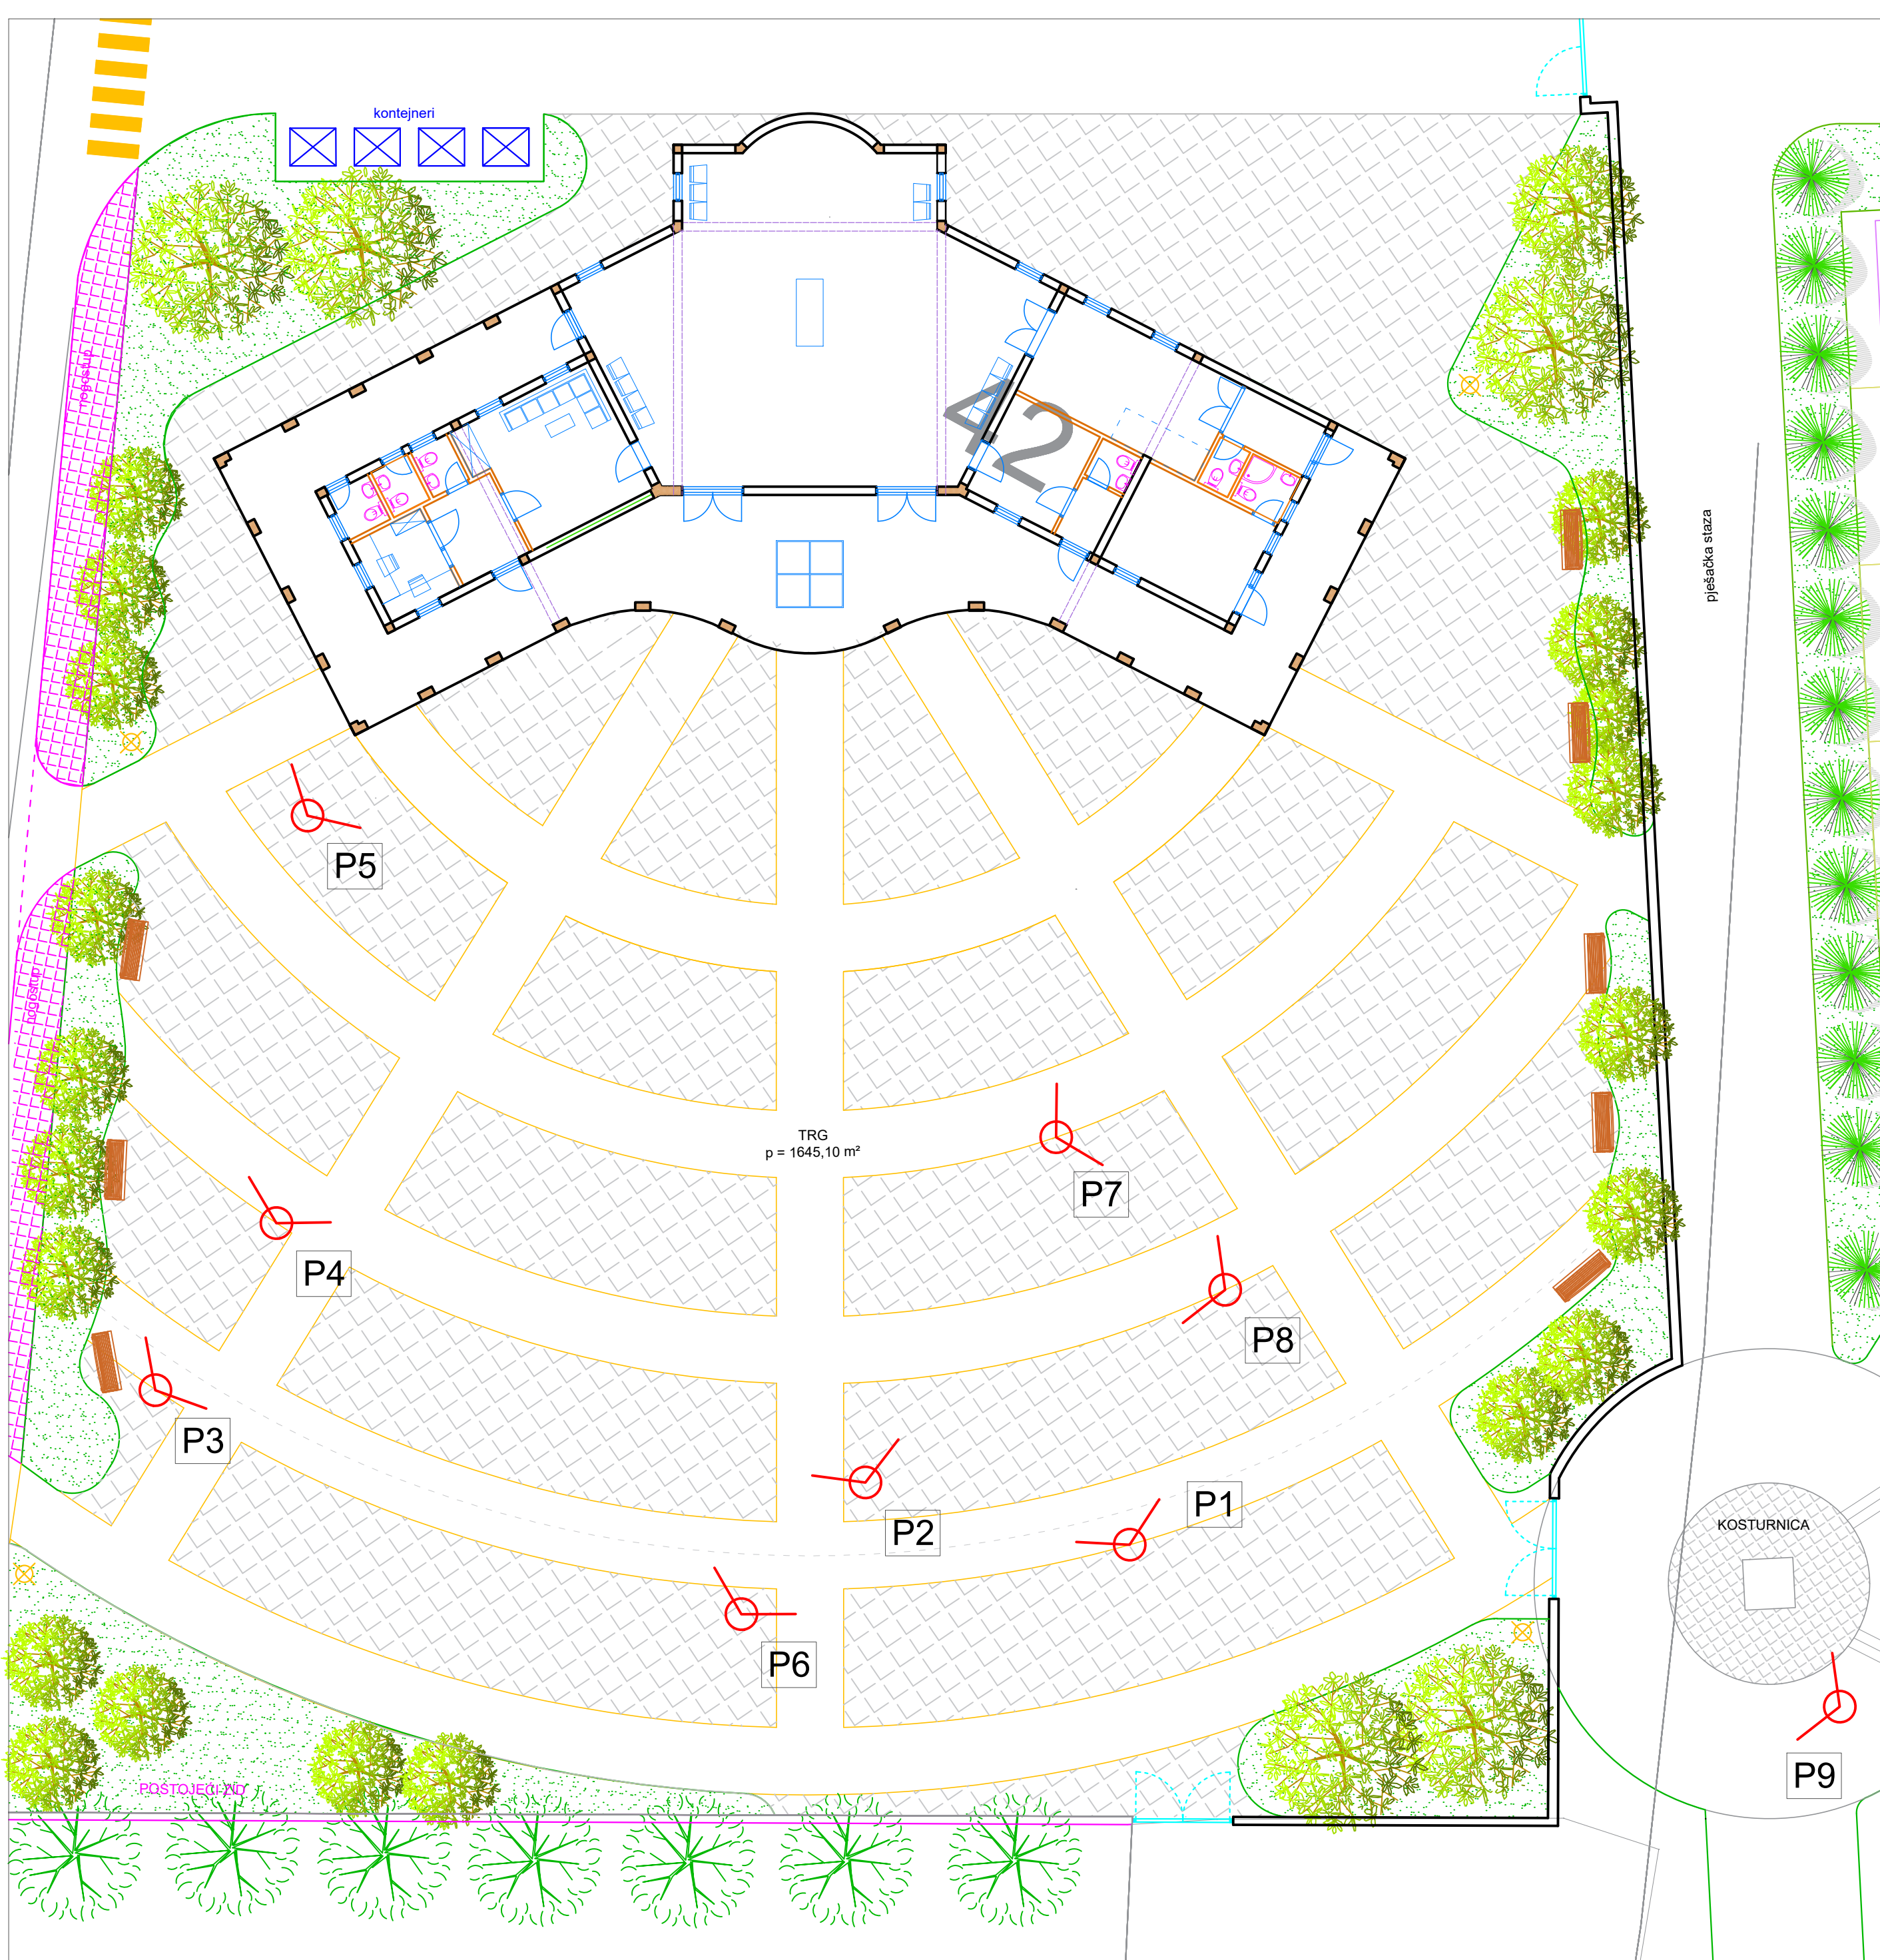 kontejneri
42
nogostup
pješačka staza
P5
nogostup
TRG
p = 1645,10 m²
P7
P4
P8
P3
P1
P2
KOSTURNICA
P6
P9
POSTOJEĆI ZID